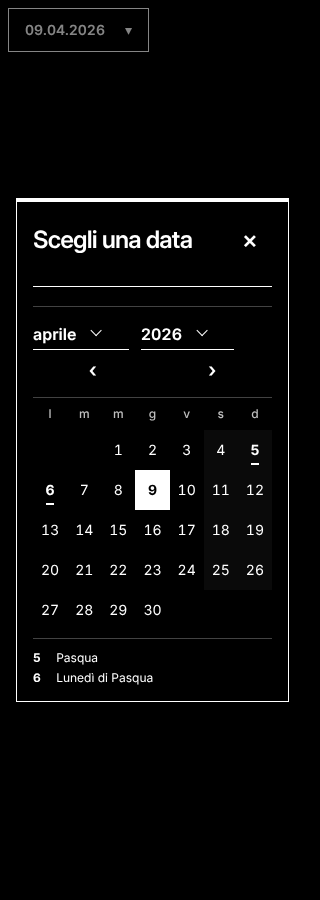 09.04.2026 ▾
Scegli una data ×
aprile 2026
‹ ›
l m m g v s d
1 2 3 4 5
6 7 8 9 10 11 12
13 14 15 16 17 18 19
20 21 22 23 24 25 26
27 28 29 30
5 Pasqua
6 Lunedì di Pasqua